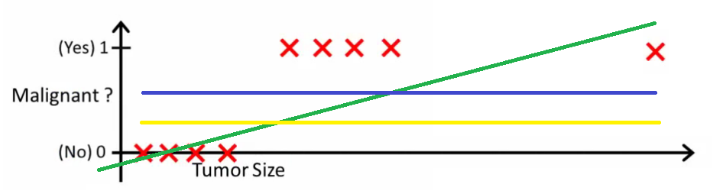 (Yes) 1
Malignant ?
(No) 0
Tumor Size